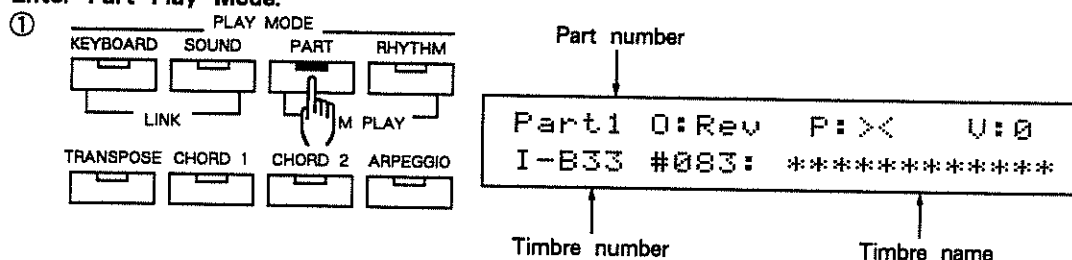 Enter Part Play Mode.
①
PLAY MODE
KEYBOARD SOUND PART RHYTHM
LINK
M PLAY
TRANSPOSE CHORD 1 CHORD 2 ARPEGGIO
Part number
Part1 O:Rev P:>< V:0
I-B33 #083: ************
Timbre number
Timbre name